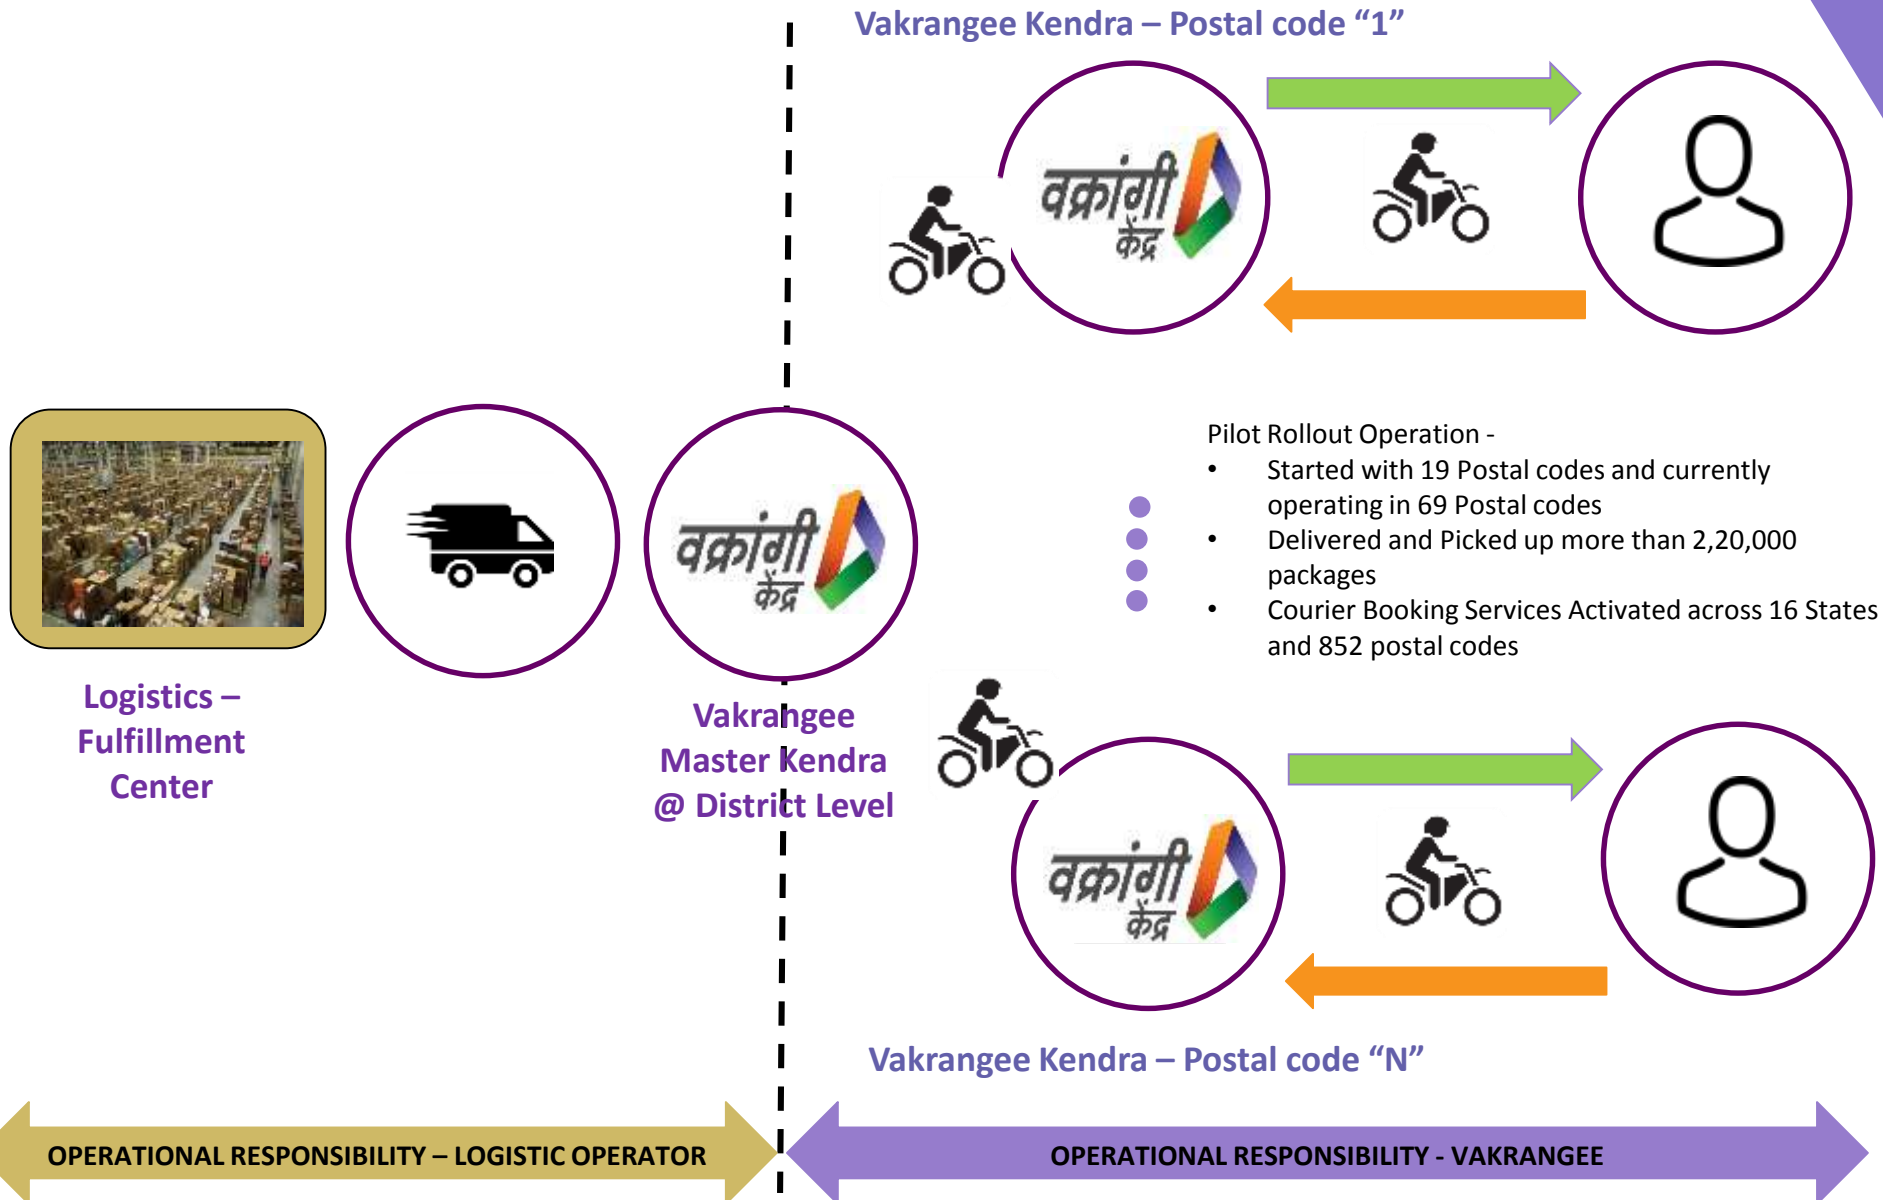 Vakrangee Kendra – Postal code “1”
वक्रांगी
केंद्र
Pilot Rollout Operation -
• Started with 19 Postal codes and currently
operating in 69 Postal codes
• Delivered and Picked up more than 2,20,000
packages
• Courier Booking Services Activated across 16 States
and 852 postal codes
वक्रांगी
केंद्र
Logistics –
Fulfillment
Center
Vakrangee
Master Kendra
@ District Level
वक्रांगी
केंद्र
Vakrangee Kendra – Postal code “N”
OPERATIONAL RESPONSIBILITY – LOGISTIC OPERATOR
OPERATIONAL RESPONSIBILITY - VAKRANGEE